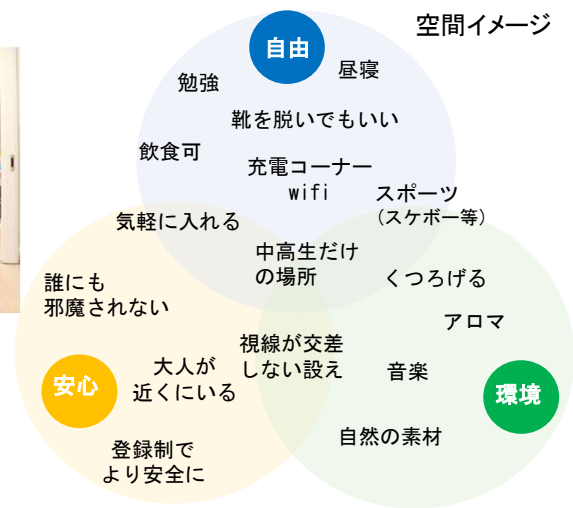 空間イメージ
自由
昼寝
勉強
靴を脱いでもいい
飲食可
充電コーナー
wifi
スポーツ
（スケボー等）
気軽に入れる
中高生だけ
の場所
くつろげる
誰にも
邪魔されない
アロマ
視線が交差
しない設え
大人が
近くにいる
音楽
安心
環境
自然の素材
登録制で
より安全に